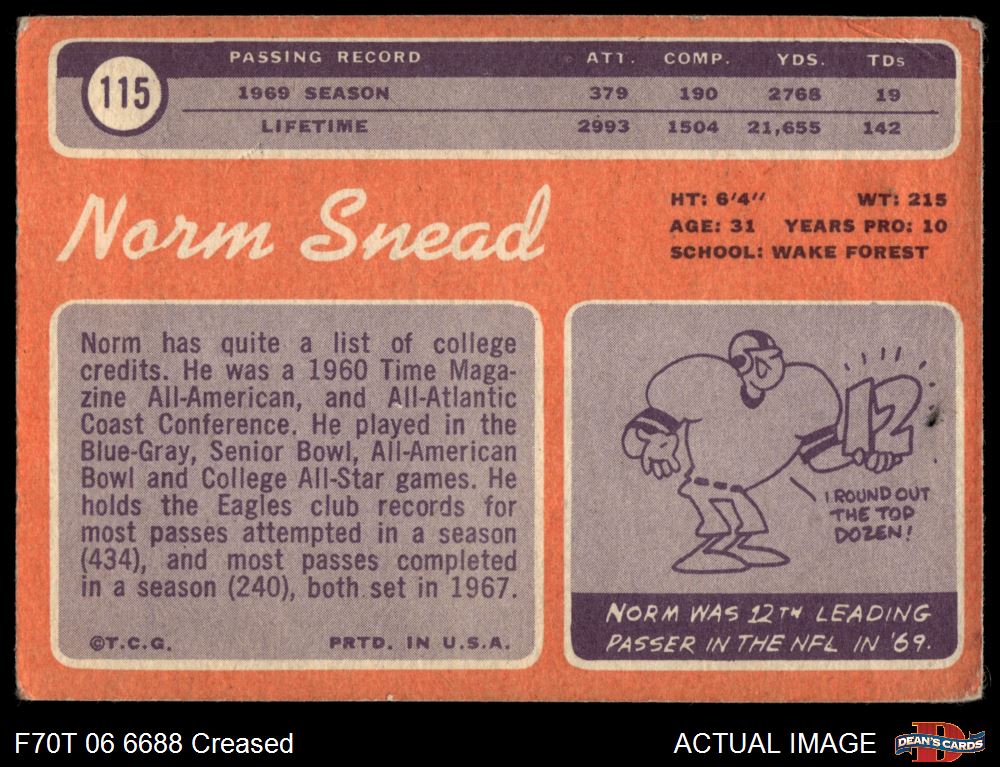 115
PASSING RECORD ATT. COMP. YDS. TDs
1969 SEASON 379 190 2768 19
LIFETIME 2993 1504 21,655 142
Norm Snead
HT: 6'4" WT: 215
AGE: 31 YEARS PRO: 10
SCHOOL: WAKE FOREST
Norm has quite a list of college
credits. He was a 1960 Time Maga-
zine All-American, and All-Atlantic
Coast Conference. He played in the
Blue-Gray, Senior Bowl, All-American
Bowl and College All-Star games. He
holds the Eagles club records for
most passes attempted in a season
(434), and most passes completed
in a season (240), both set in 1967.
©T.C.G. PRTD. IN U.S.A.
12
I ROUND OUT
THE TOP
DOZEN!
NORM WAS 12TH LEADING
PASSER IN THE NFL IN '69.
F70T 06 6688 Creased
ACTUAL IMAGE
D
DEAN'S CARDS